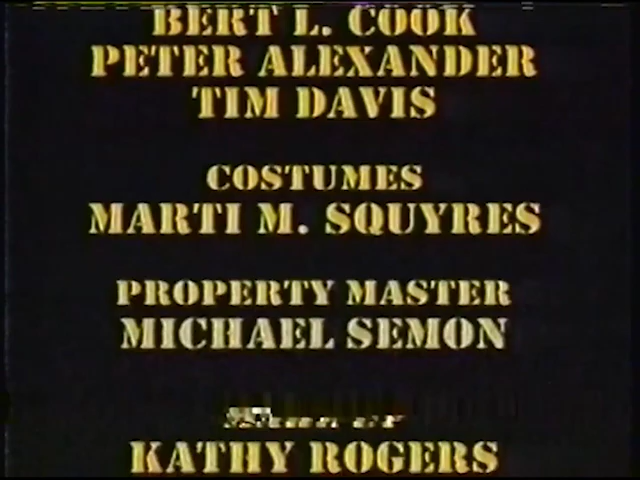 BERT L. COOK
PETER ALEXANDER
TIM DAVIS
COSTUMES
MARTI M. SQUYRES
PROPERTY MASTER
MICHAEL SEMON
KATHY ROGERS